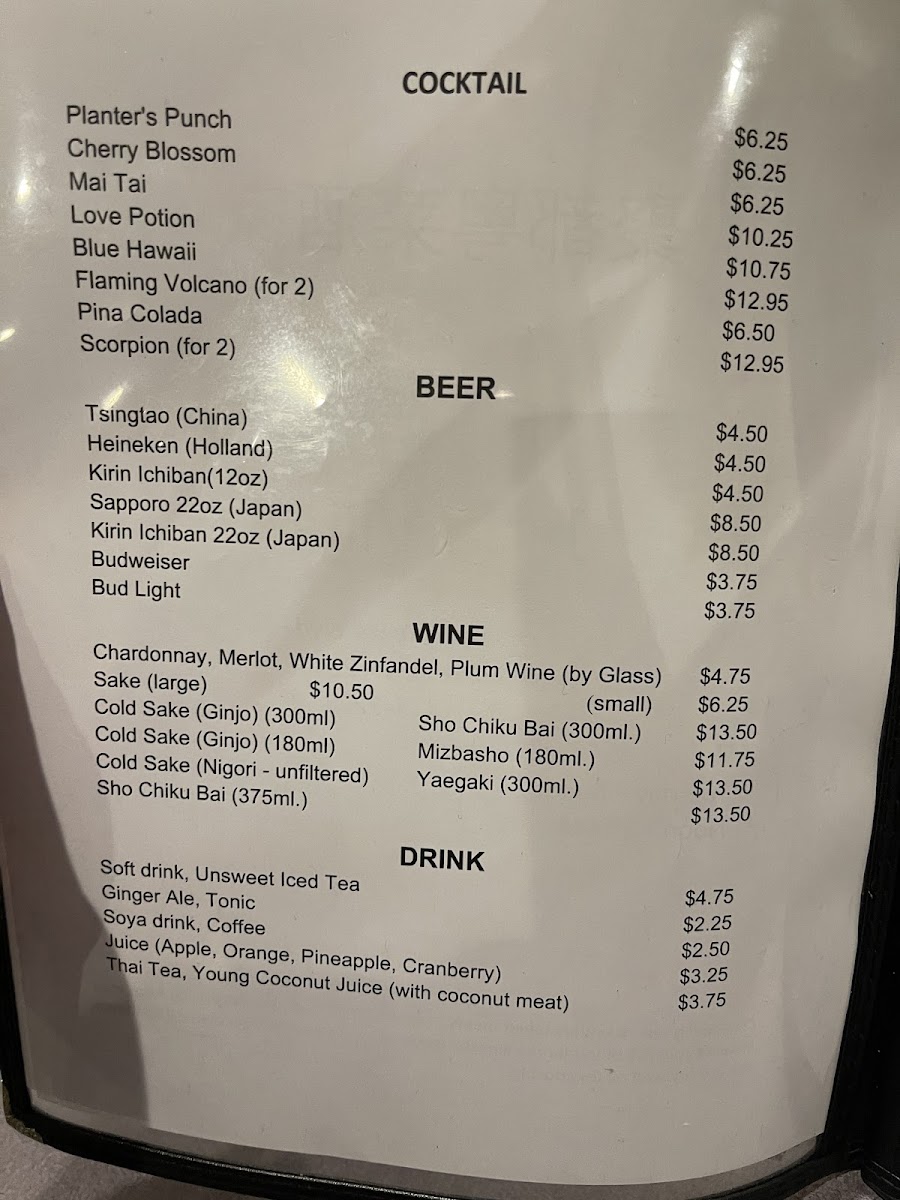 COCKTAIL
Planter's Punch $6.25
Cherry Blossom $6.25
Mai Tai $6.25
Love Potion $10.25
Blue Hawaii $10.75
Flaming Volcano (for 2) $12.95
Pina Colada $6.50
Scorpion (for 2) $12.95
BEER
Tsingtao (China) $4.50
Heineken (Holland) $4.50
Kirin Ichiban(12oz) $4.50
Sapporo 22oz (Japan) $8.50
Kirin Ichiban 22oz (Japan) $8.50
Budweiser $3.75
Bud Light $3.75
WINE
Chardonnay, Merlot, White Zinfandel, Plum Wine (by Glass) $4.75
Sake (large) $10.50 (small) $6.25
Cold Sake (Ginjo) (300ml) Sho Chiku Bai (300ml.) $13.50
Cold Sake (Ginjo) (180ml) Mizbasho (180ml.) $11.75
Cold Sake (Nigori - unfiltered) Yaegaki (300ml.) $13.50
Sho Chiku Bai (375ml.) $13.50
DRINK
Soft drink, Unsweet Iced Tea $4.75
Ginger Ale, Tonic $2.25
Soya drink, Coffee $2.50
Juice (Apple, Orange, Pineapple, Cranberry) $3.25
Thai Tea, Young Coconut Juice (with coconut meat) $3.75